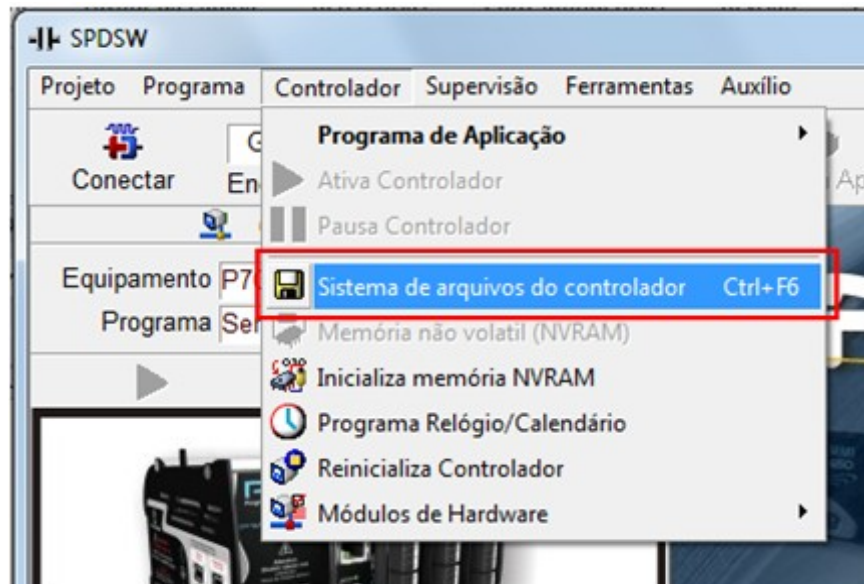 SPDSW
Projeto Programa Controlador Supervisão Ferramentas Auxílio
Programa de Aplicação
Conectar
Ativa Controlador
Pausa Controlador
Equipamento
Sistema de arquivos do controlador Ctrl+F6
Programa
Memória não volatil (NVRAM)
Inicializa memória NVRAM
Programa Relógio/Calendário
Reinicializa Controlador
Módulos de Hardware